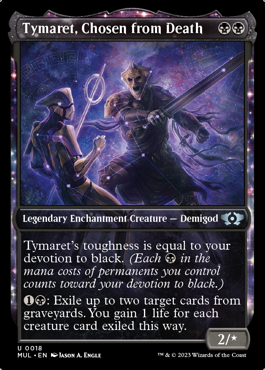 Tymaret, Chosen from Death
Legendary Enchantment Creature — Demigod
Tymaret's toughness is equal to your
devotion to black. (Each in the
mana costs of permanents you control
counts toward your devotion to black.)
1 : Exile up to two target cards from
graveyards. You gain 1 life for each
creature card exiled this way.
2/*
U 0018
MUL • EN Jason A. Engle
™ & © 2023 Wizards of the Coast